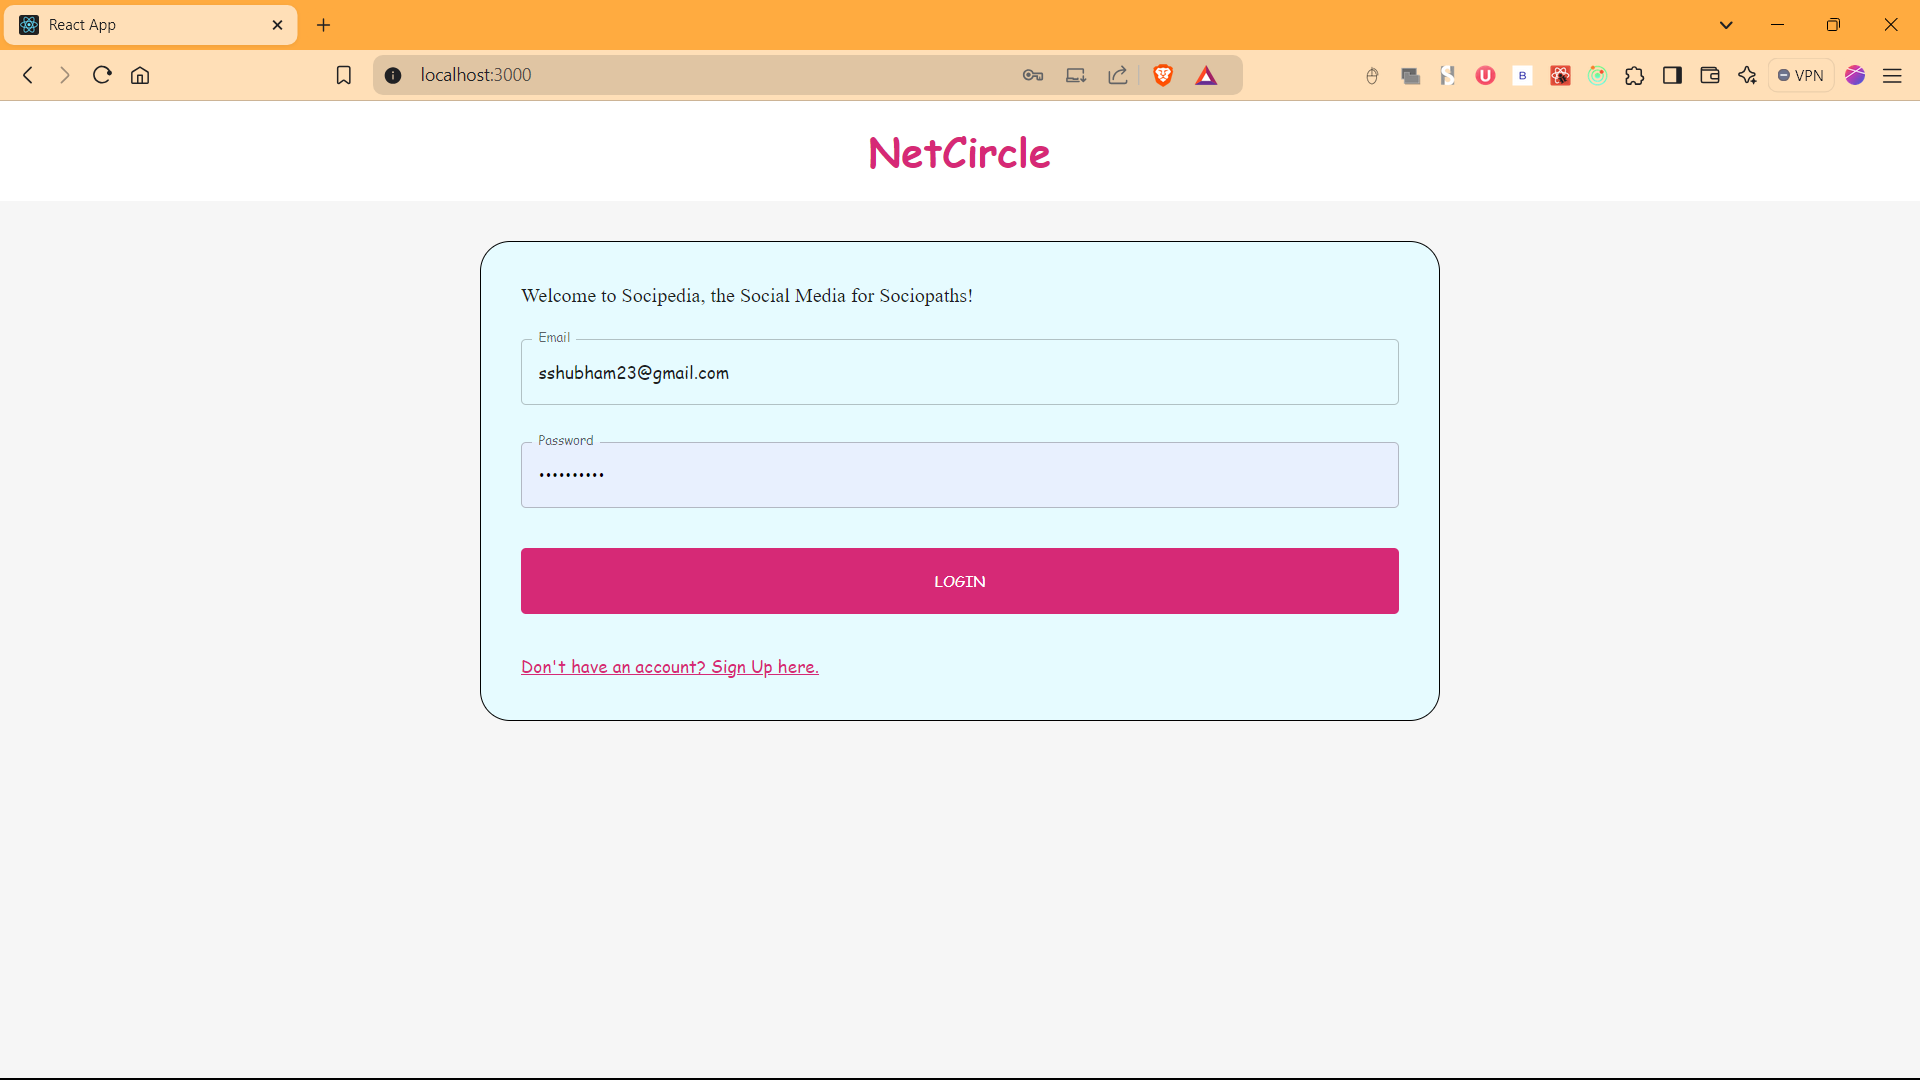 React App
localhost:3000
VPN
NetCircle
Welcome to Socipedia, the Social Media for Sociopaths!
Email
sshubham23@gmail.com
Password
••••••••••
LOGIN
Don't have an account? Sign Up here.